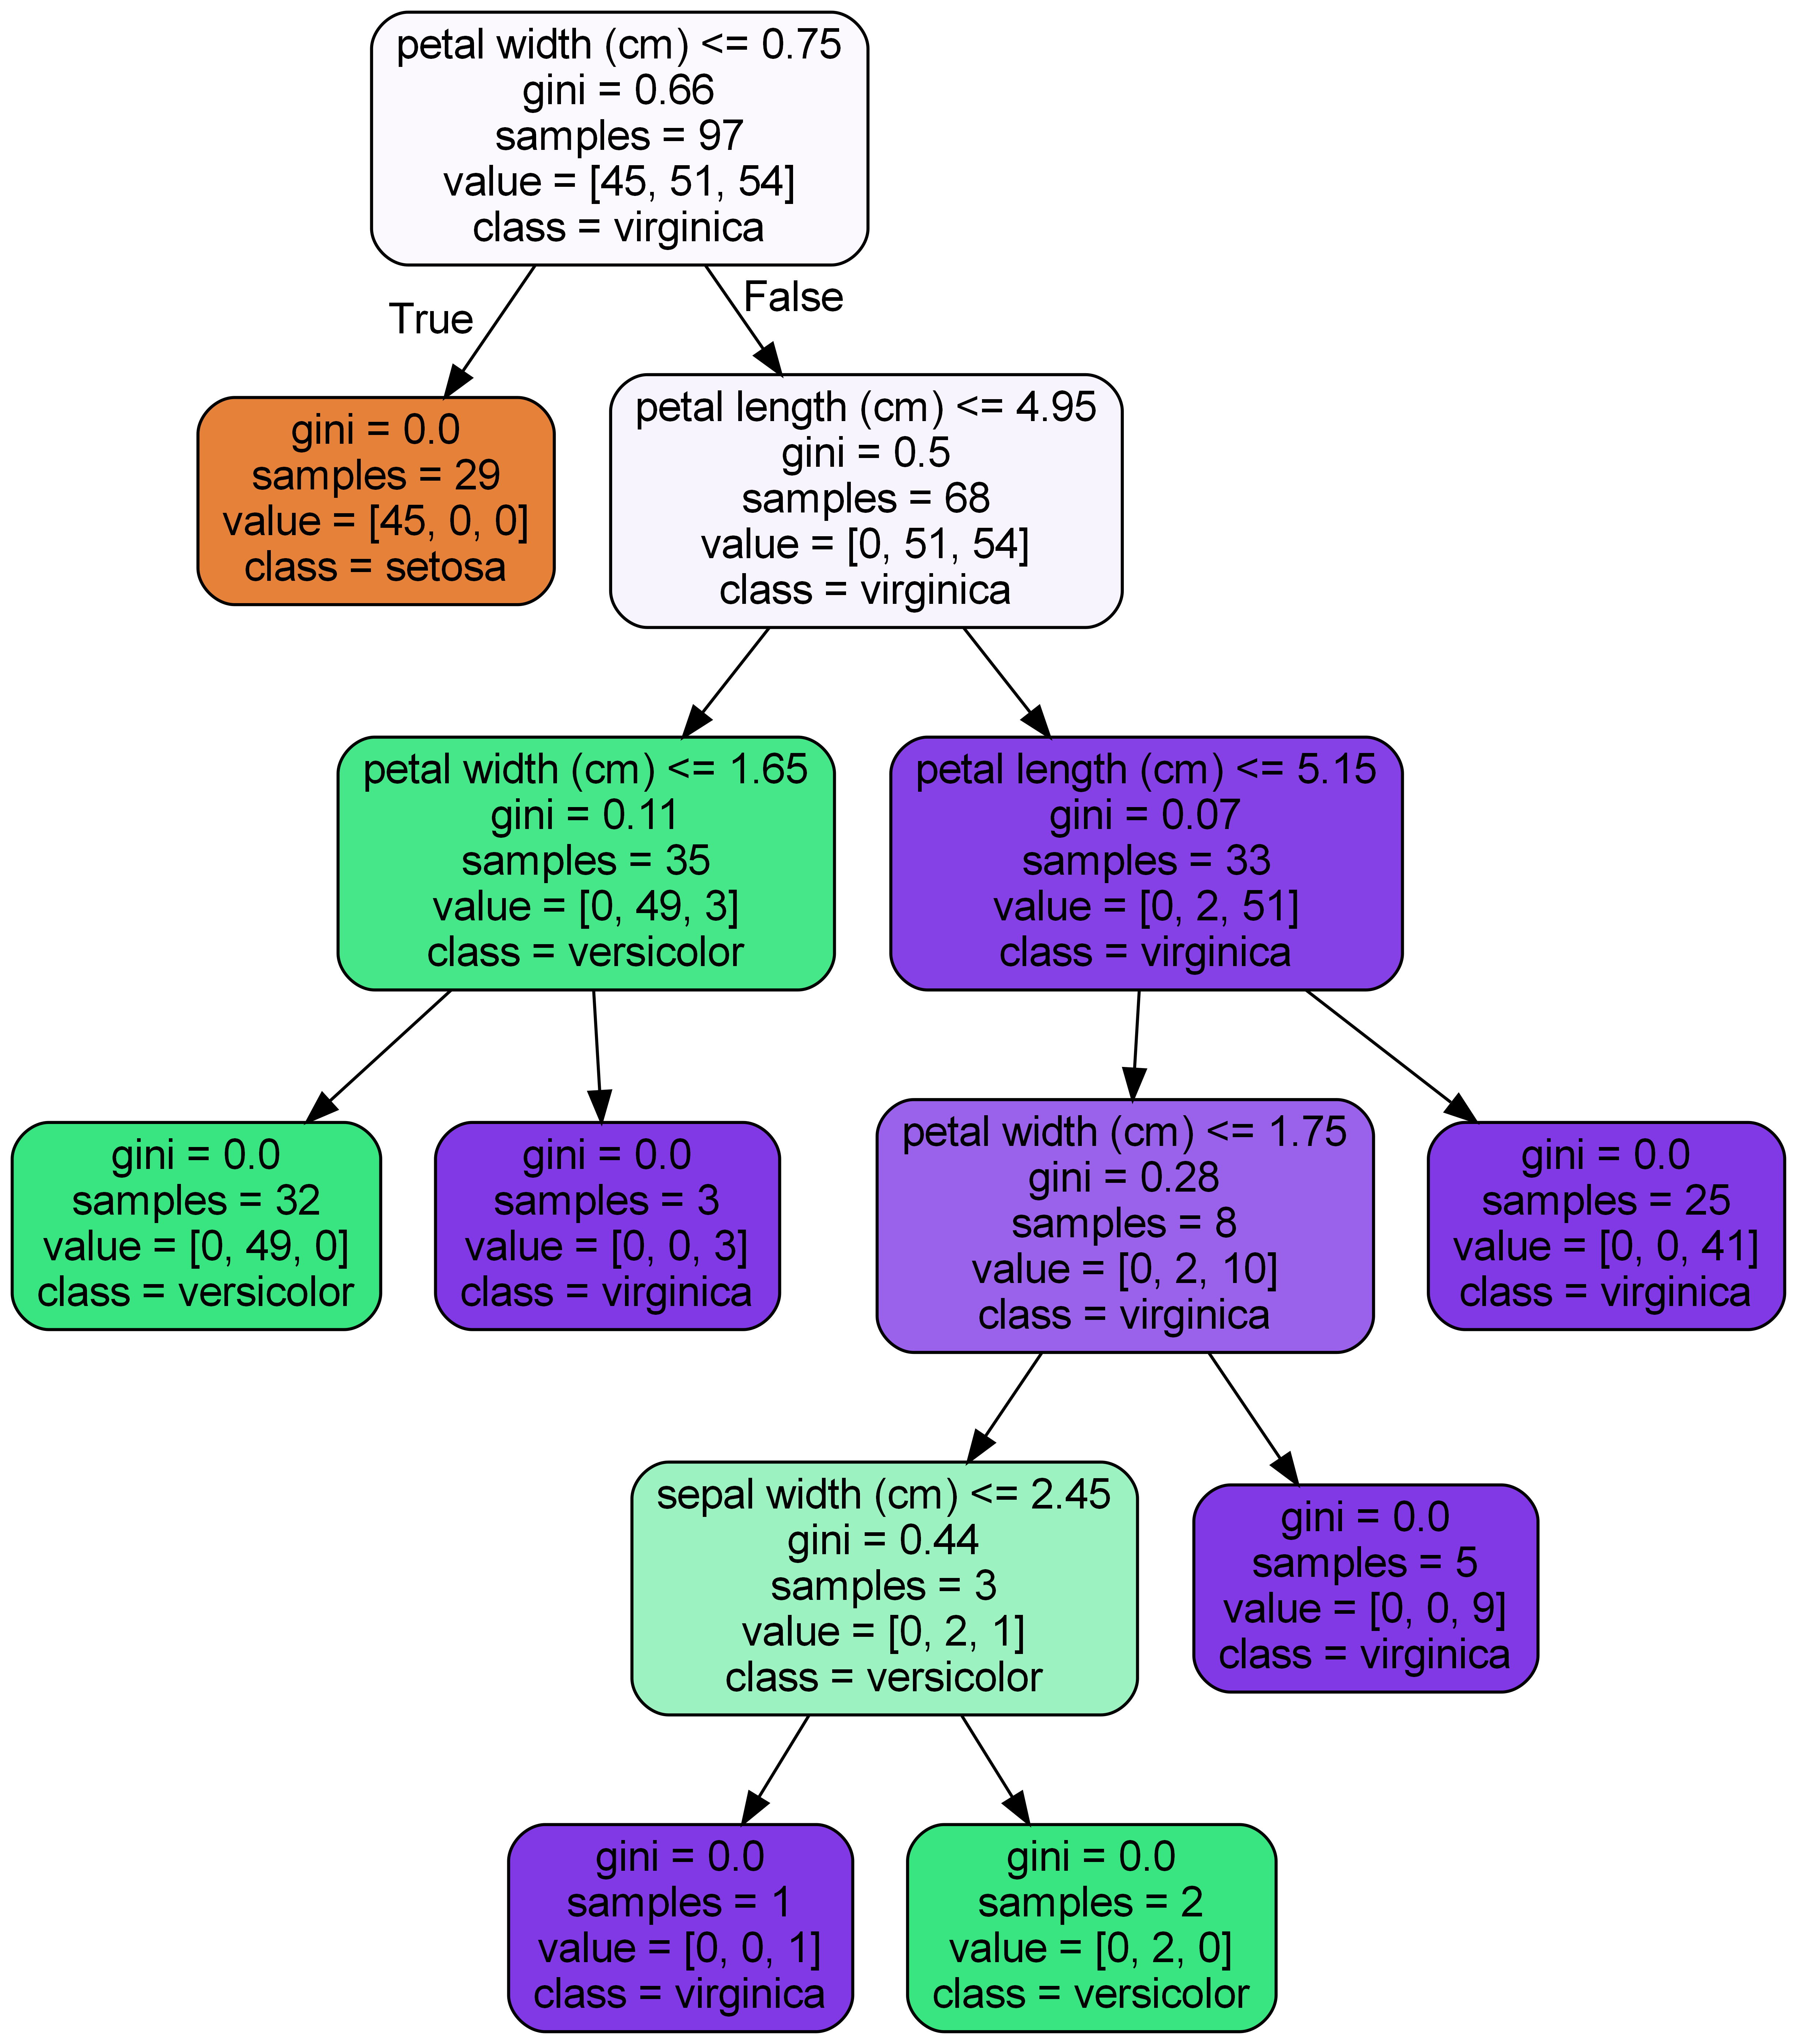 petal width (cm) <= 0.75
gini = 0.66
samples = 97
value = [45, 51, 54]
class = virginica
True
False
gini = 0.0
samples = 29
value = [45, 0, 0]
class = setosa
petal length (cm) <= 4.95
gini = 0.5
samples = 68
value = [0, 51, 54]
class = virginica
petal width (cm) <= 1.65
gini = 0.11
samples = 35
value = [0, 49, 3]
class = versicolor
petal length (cm) <= 5.15
gini = 0.07
samples = 33
value = [0, 2, 51]
class = virginica
gini = 0.0
samples = 32
value = [0, 49, 0]
class = versicolor
gini = 0.0
samples = 3
value = [0, 0, 3]
class = virginica
petal width (cm) <= 1.75
gini = 0.28
samples = 8
value = [0, 2, 10]
class = virginica
gini = 0.0
samples = 25
value = [0, 0, 41]
class = virginica
sepal width (cm) <= 2.45
gini = 0.44
samples = 3
value = [0, 2, 1]
class = versicolor
gini = 0.0
samples = 5
value = [0, 0, 9]
class = virginica
gini = 0.0
samples = 1
value = [0, 0, 1]
class = virginica
gini = 0.0
samples = 2
value = [0, 2, 0]
class = versicolor